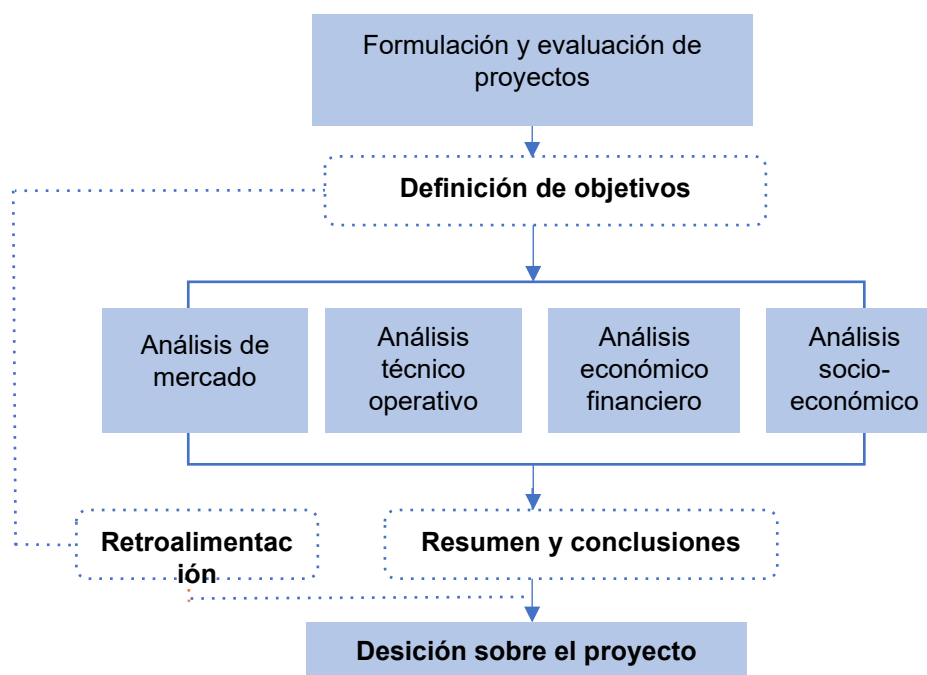 Formulación y evaluación de
proyectos
Definición de objetivos
Análisis de
mercado
Análisis
técnico
operativo
Análisis
económico
financiero
Análisis
socio-
económico
Retroalimentac
ión
Resumen y conclusiones
Desición sobre el proyecto